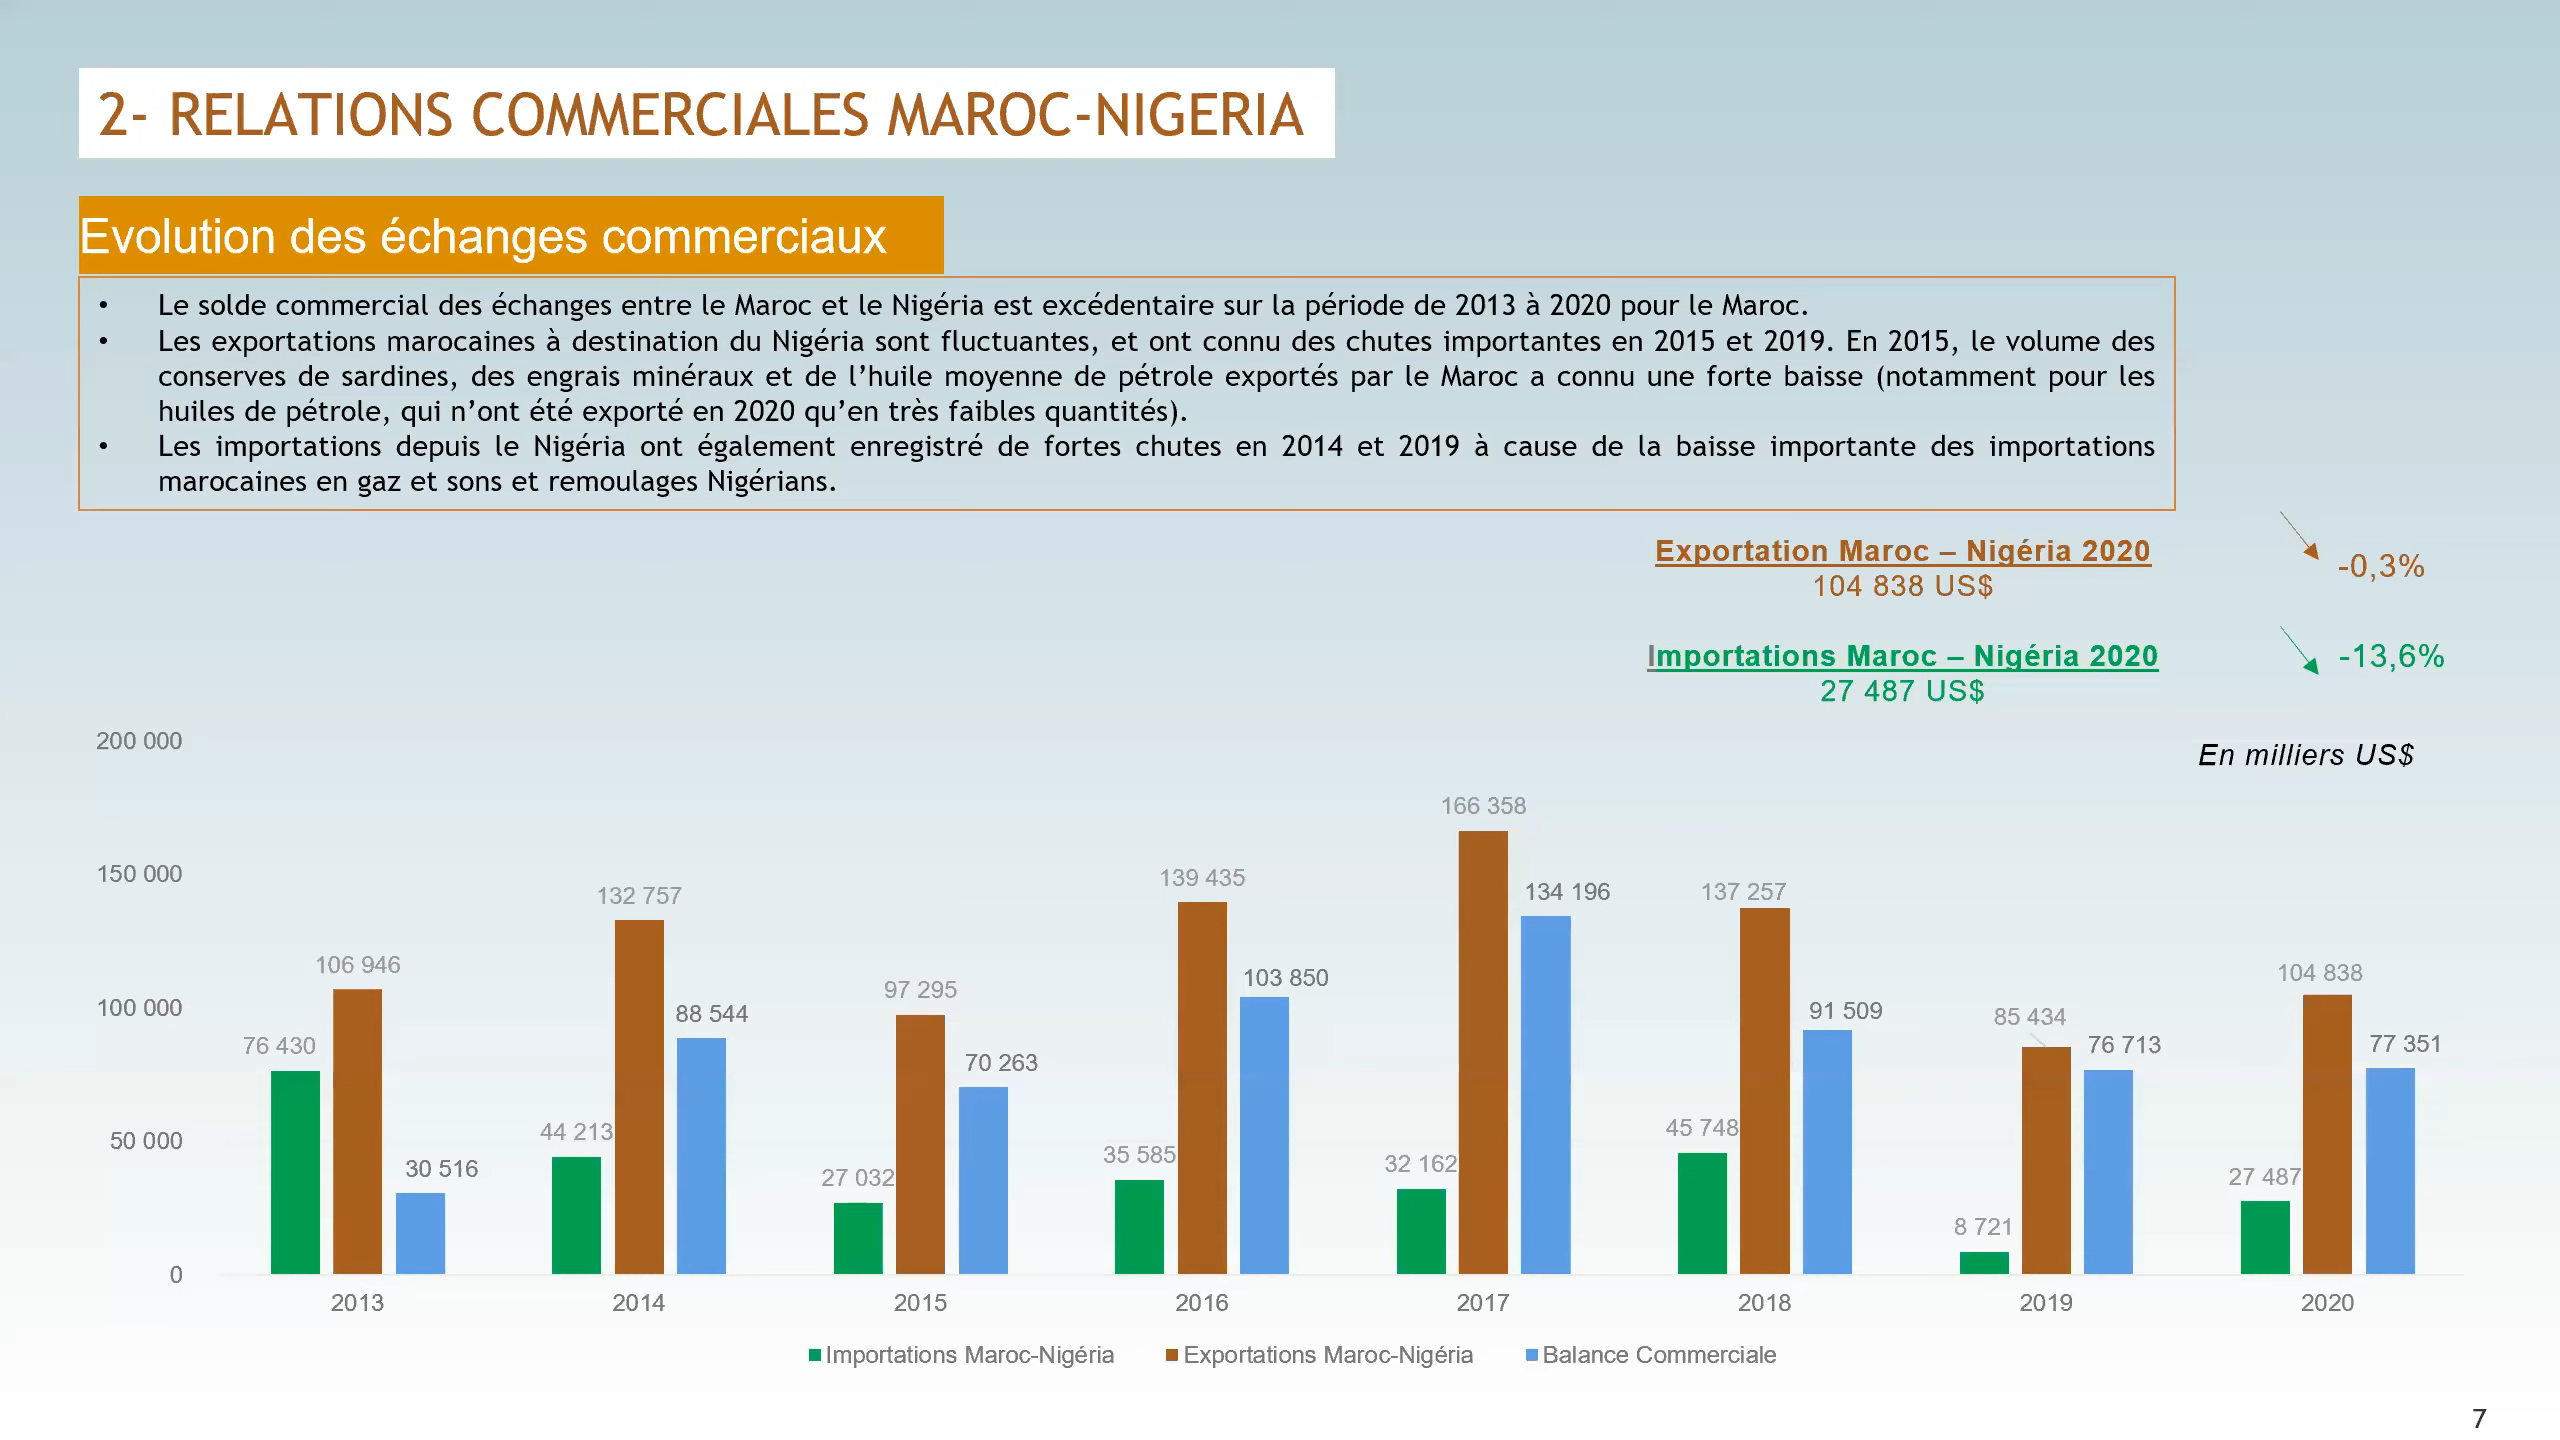 2- RELATIONS COMMERCIALES MAROC-NIGERIA
Evolution des échanges commerciaux
• Le solde commercial des échanges entre le Maroc et le Nigéria est excédentaire sur la période de 2013 à 2020 pour le Maroc.
• Les exportations marocaines à destination du Nigéria sont fluctuantes, et ont connu des chutes importantes en 2015 et 2019. En 2015, le volume des
conserves de sardines, des engrais minéraux et de l’huile moyenne de pétrole exportés par le Maroc a connu une forte baisse (notamment pour les
huiles de pétrole, qui n’ont été exporté en 2020 qu’en très faibles quantités).
• Les importations depuis le Nigéria ont également enregistré de fortes chutes en 2014 et 2019 à cause de la baisse importante des importations
marocaines en gaz et sons et remoulages Nigérians.
Exportation Maroc – Nigéria 2020
104 838 US$
-0,3%
Importations Maroc – Nigéria 2020
27 487 US$
-13,6%
En milliers US$
200 000
150 000
100 000
50 000
0
76 430
106 946
30 516
44 213
132 757
88 544
27 032
97 295
70 263
35 585
139 435
103 850
32 162
166 358
134 196
45 748
137 257
91 509
8 721
85 434
76 713
27 487
104 838
77 351
2013 2014 2015 2016 2017 2018 2019 2020
Importations Maroc-Nigéria Exportations Maroc-Nigéria Balance Commerciale
7